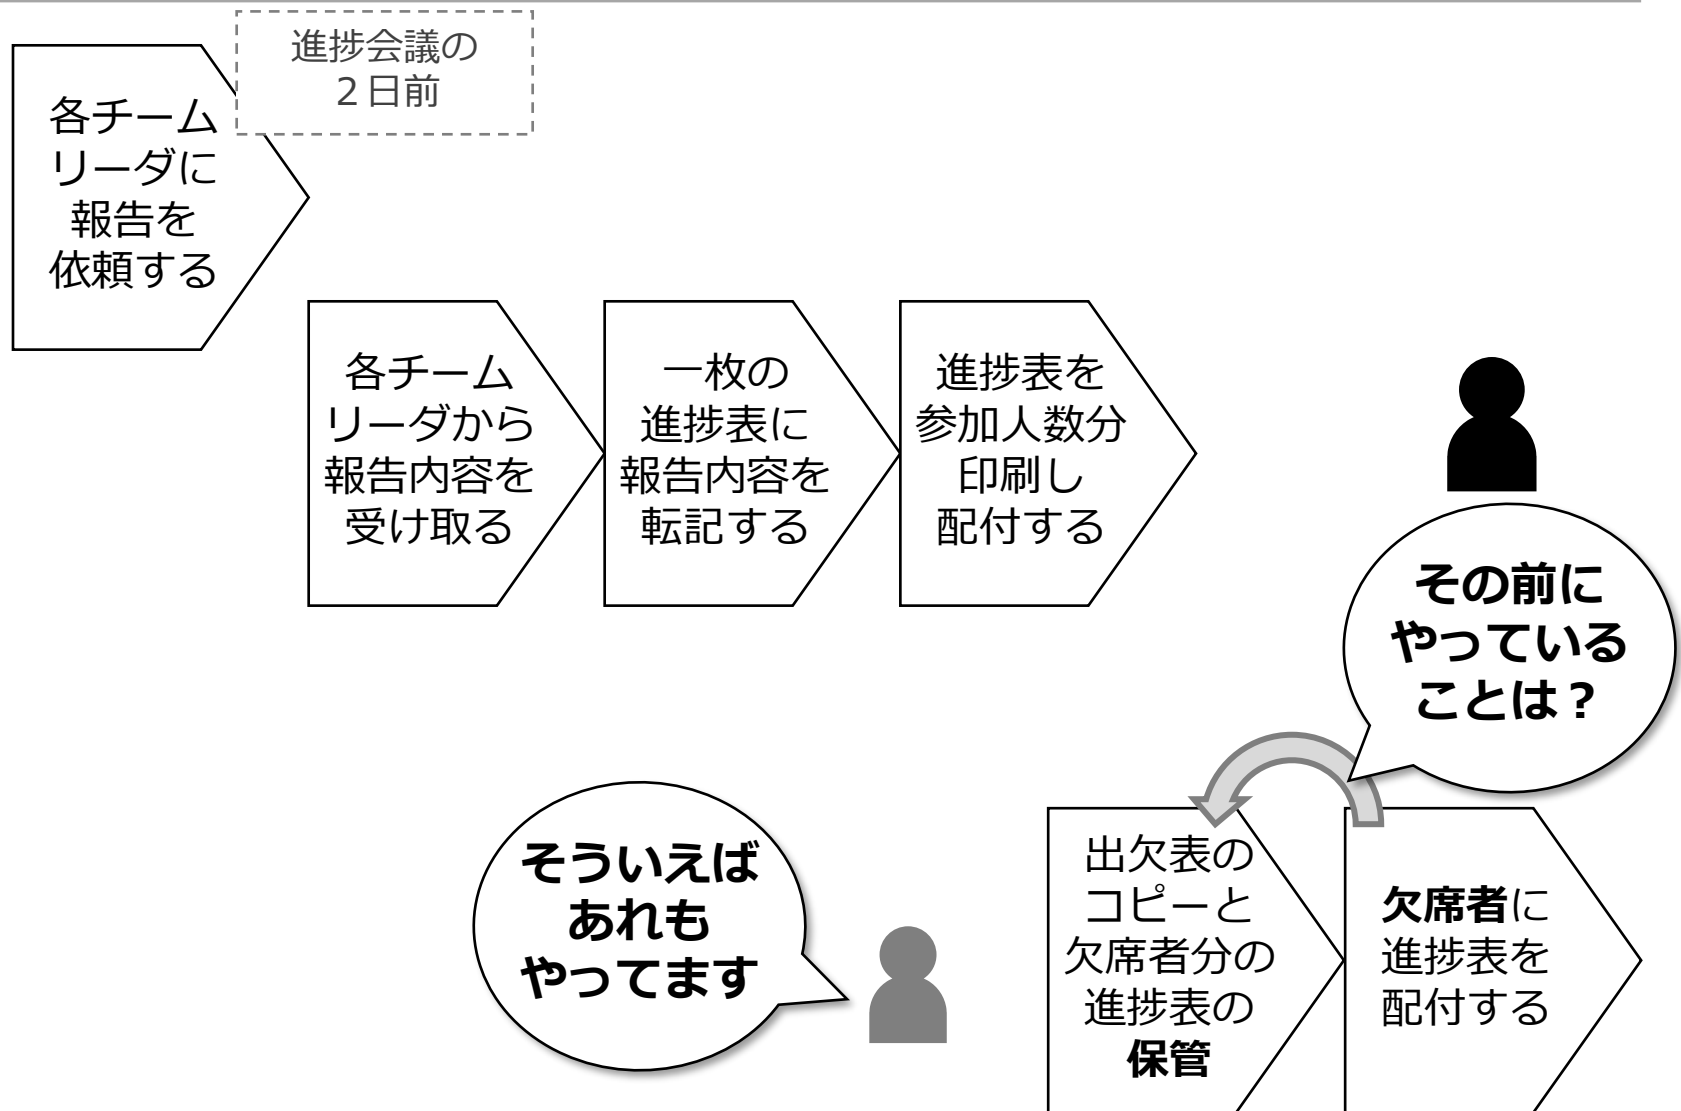 進捗会議の
２日前
各チーム
リーダに
報告を
依頼する
各チーム
リーダから
報告内容を
受け取る
一枚の
進捗表に
報告内容を
転記する
進捗表を
参加人数分
印刷し
配付する
その前に
やっている
ことは？
そういえば
あれも
やってます
出欠表の
コピーと
欠席者分の
進捗表の
保管
欠席者に
進捗表を
配付する